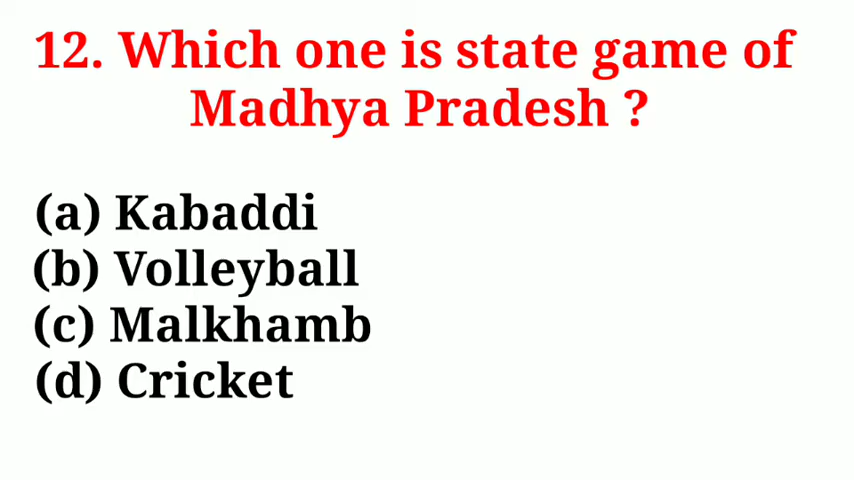 12. Which one is state game of
Madhya Pradesh ?
(a) Kabaddi
(b) Volleyball
(c) Malkhamb
(d) Cricket